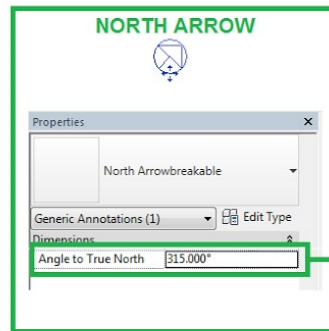 NORTH ARROW
Properties
North Arrowbreakable
Generic Annotations (1)
Edit Type
Dimensions
Angle to True North 315.000°